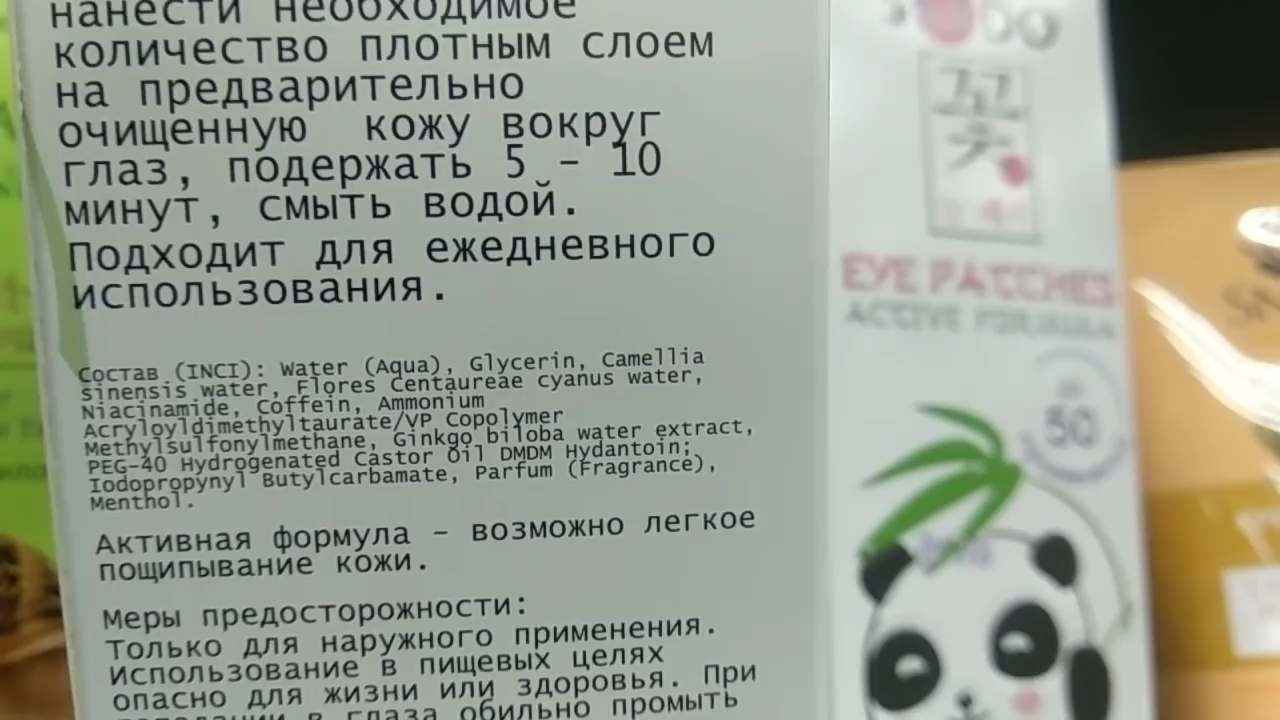 нанести необходимое
количество плотным слоем
на предварительно
очищенную кожу вокруг
глаз, подержать 5 - 10
минут, смыть водой.
Подходит для ежедневного
использования.
Состав (INCI): Water (Aqua), Glycerin, Camellia
sinensis water, Flores Centaureae cyanus water,
Niacinamide, Coffein, Ammonium
Acryloyldimethyltaurate/VP Copolymer
Methylsulfonylmethane, Ginkgo biloba water extract,
PEG-40 Hydrogenated Castor Oil DMDM Hydantoin;
Iodopropynyl Butylcarbamate, Parfum (Fragrance),
Menthol.
Активная формула - возможно легкое
пощипывание кожи.
Меры предосторожности:
Только для наружного применения.
Использование в пищевых целях
опасно для жизни или здоровья. При
попадании в глаза обильно промыть
EYE PATCHES
ACTIVE FORMULA
50